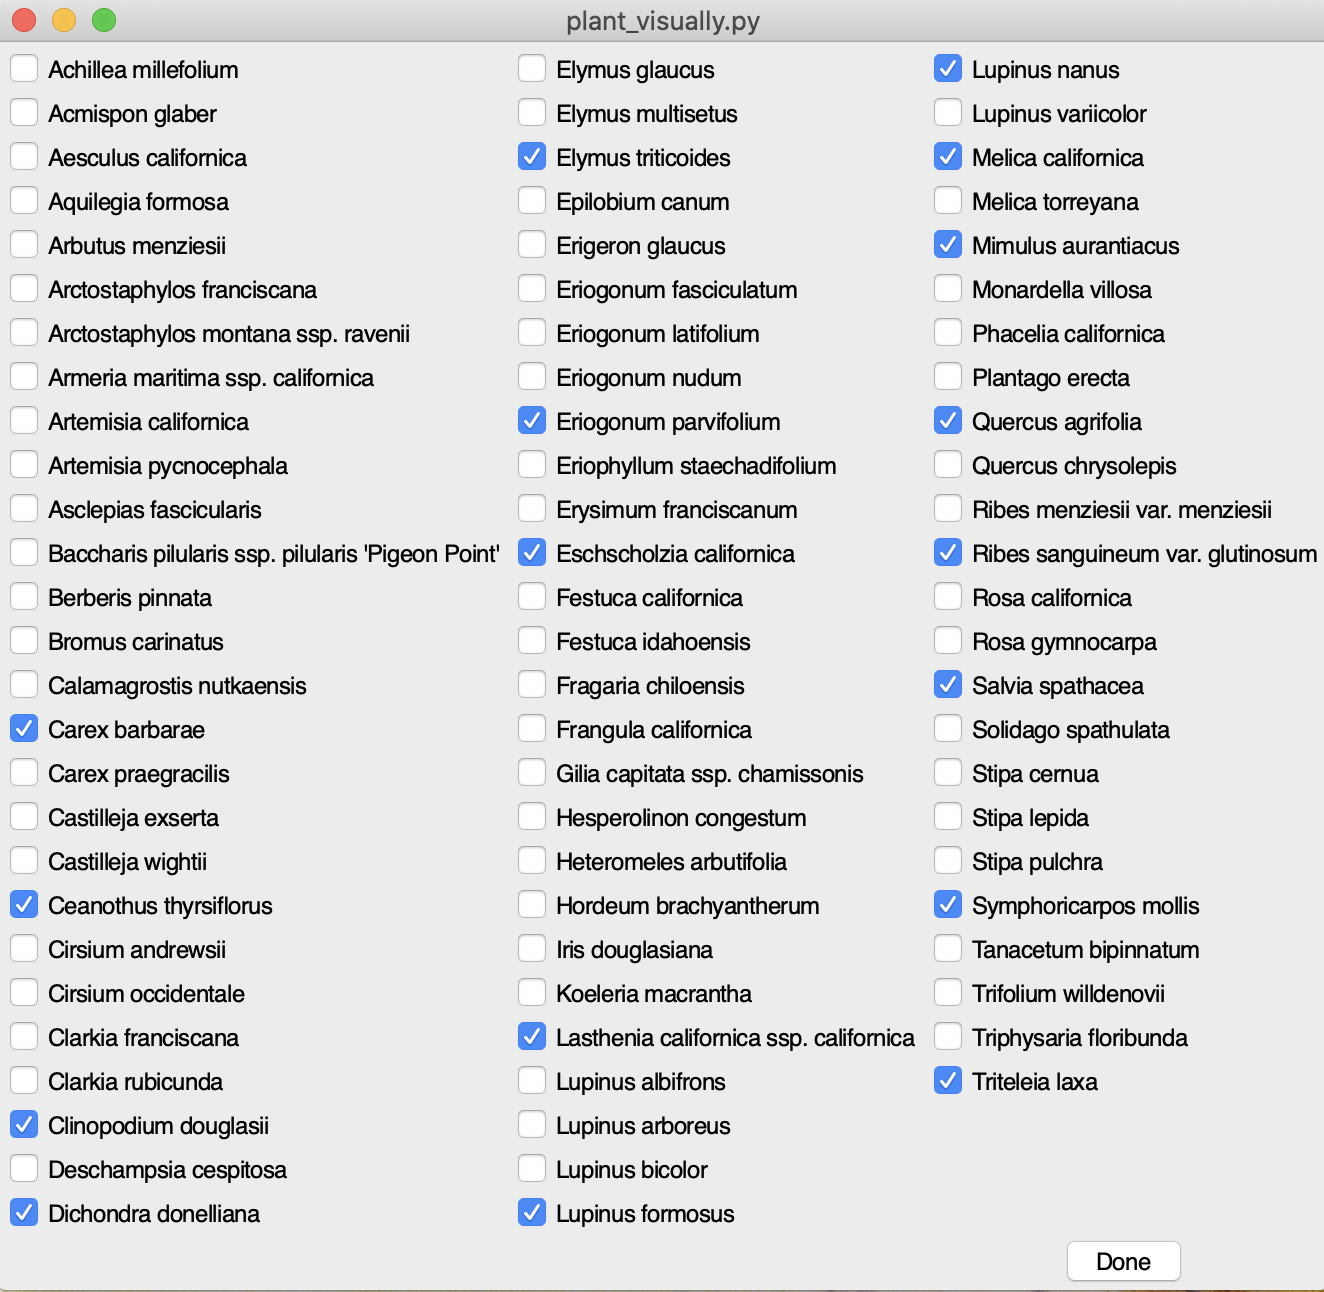 plant_visually.py
Achillea millefolium
Acmispon glaber
Aesculus californica
Aquilegia formosa
Arbutus menziesii
Arctostaphylos franciscana
Arctostaphylos montana ssp. ravenii
Armeria maritima ssp. californica
Artemisia californica
Artemisia pycnocephala
Asclepias fascicularis
Baccharis pilularis ssp. pilularis 'Pigeon Point'
Berberis pinnata
Bromus carinatus
Calamagrostis nutkaensis
Carex barbarae
Carex praegracilis
Castilleja exserta
Castilleja wightii
Ceanothus thyrsiflorus
Cirsium andrewsii
Cirsium occidentale
Clarkia franciscana
Clarkia rubicunda
Clinopodium douglasii
Deschampsia cespitosa
Dichondra donelliana
Elymus glaucus
Elymus multisetus
Elymus triticoides
Epilobium canum
Erigeron glaucus
Eriogonum fasciculatum
Eriogonum latifolium
Eriogonum nudum
Eriogonum parvifolium
Eriophyllum staechadifolium
Erysimum franciscanum
Eschscholzia californica
Festuca californica
Festuca idahoensis
Fragaria chiloensis
Frangula californica
Gilia capitata ssp. chamissonis
Hesperolinon congestum
Heteromeles arbutifolia
Hordeum brachyantherum
Iris douglasiana
Koeleria macrantha
Lasthenia californica ssp. californica
Lupinus albifrons
Lupinus arboreus
Lupinus bicolor
Lupinus formosus
Lupinus nanus
Lupinus variicolor
Melica californica
Melica torreyana
Mimulus aurantiacus
Monardella villosa
Phacelia californica
Plantago erecta
Quercus agrifolia
Quercus chrysolepis
Ribes menziesii var. menziesii
Ribes sanguineum var. glutinosum
Rosa californica
Rosa gymnocarpa
Salvia spathacea
Solidago spathulata
Stipa cernua
Stipa lepida
Stipa pulchra
Symphoricarpos mollis
Tanacetum bipinnatum
Trifolium willdenovii
Triphysaria floribunda
Triteleia laxa
Done